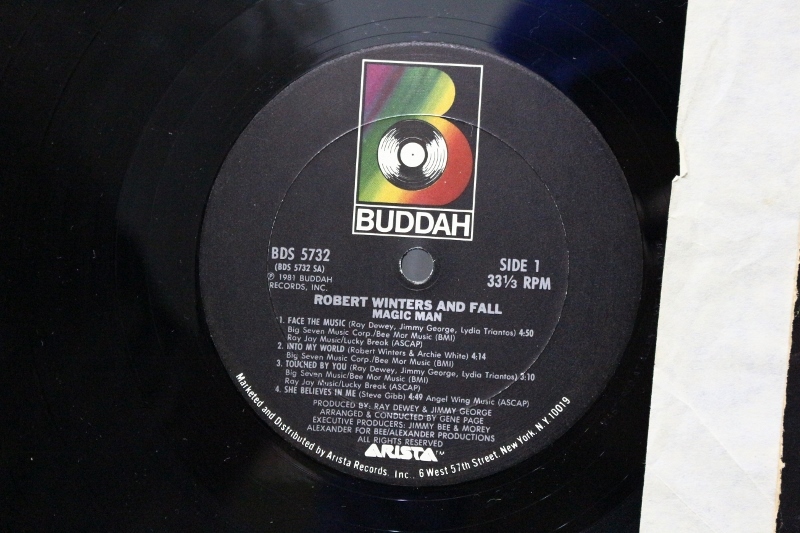 BUDDAH
BDS 5732
(BDS 5732 SA)
℗ 1981 BUDDAH
RECORDS, INC.
SIDE 1
33⅓ RPM
ROBERT WINTERS AND FALL
MAGIC MAN
1. FACE THE MUSIC (Ray Dewey, Jimmy George, Lydia Triantos) 4:50
Big Seven Music Corp./Bee Mor Music (BMI)
Ray Jay Music/Lucky Break (ASCAP)
2. INTO MY WORLD (Robert Winters & Archie White) 4:14
Big Seven Music Corp./Bee Mor Music (BMI)
3. TOUCHED BY YOU (Ray Dewey, Jimmy George, Lydia Triantos) 3:10
Big Seven Music/Bee Mor Music (BMI)
Ray Jay Music/Lucky Break (ASCAP)
4. SHE BELIEVES IN ME (Steve Gibb) 4:49 Angel Wing Music (ASCAP)
PRODUCED BY: RAY DEWEY & JIMMY GEORGE
ARRANGED & CONDUCTED BY GENE PAGE
EXECUTIVE PRODUCERS: JIMMY BEE & MOREY
ALEXANDER FOR BEE/ALEXANDER PRODUCTIONS
ALL RIGHTS RESERVED
ARISTA™
Marketed and Distributed by Arista Records, Inc., 6 West 57th Street, New York, N.Y. 10019